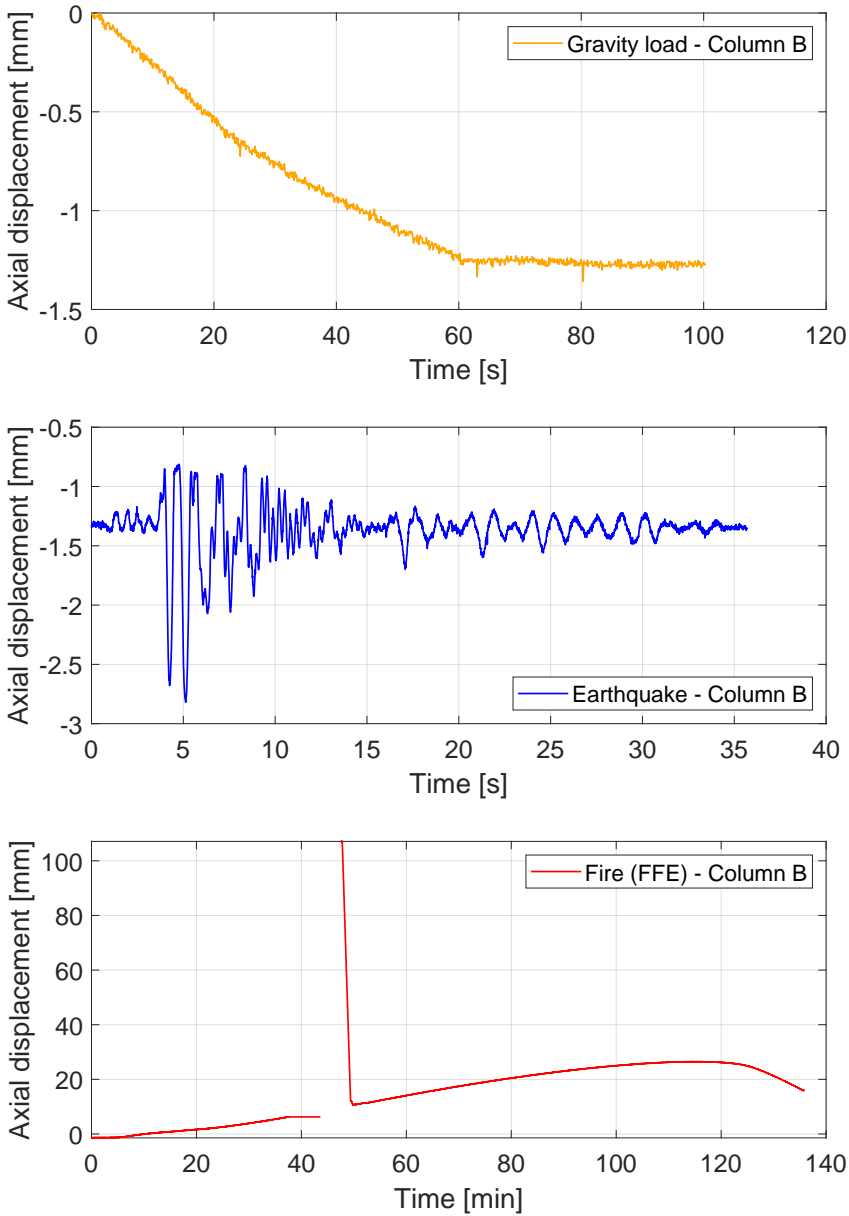 Axial displacement [mm]
0
-0.5
-1
-1.5
Gravity load - Column B
0 20 40 60 80 100 120
Time [s]
Axial displacement [mm]
-0.5
-1
-1.5
-2
-2.5
-3
Earthquake - Column B
0 5 10 15 20 25 30 35 40
Time [s]
Axial displacement [mm]
100
80
60
40
20
0
Fire (FFE) - Column B
0 20 40 60 80 100 120 140
Time [min]